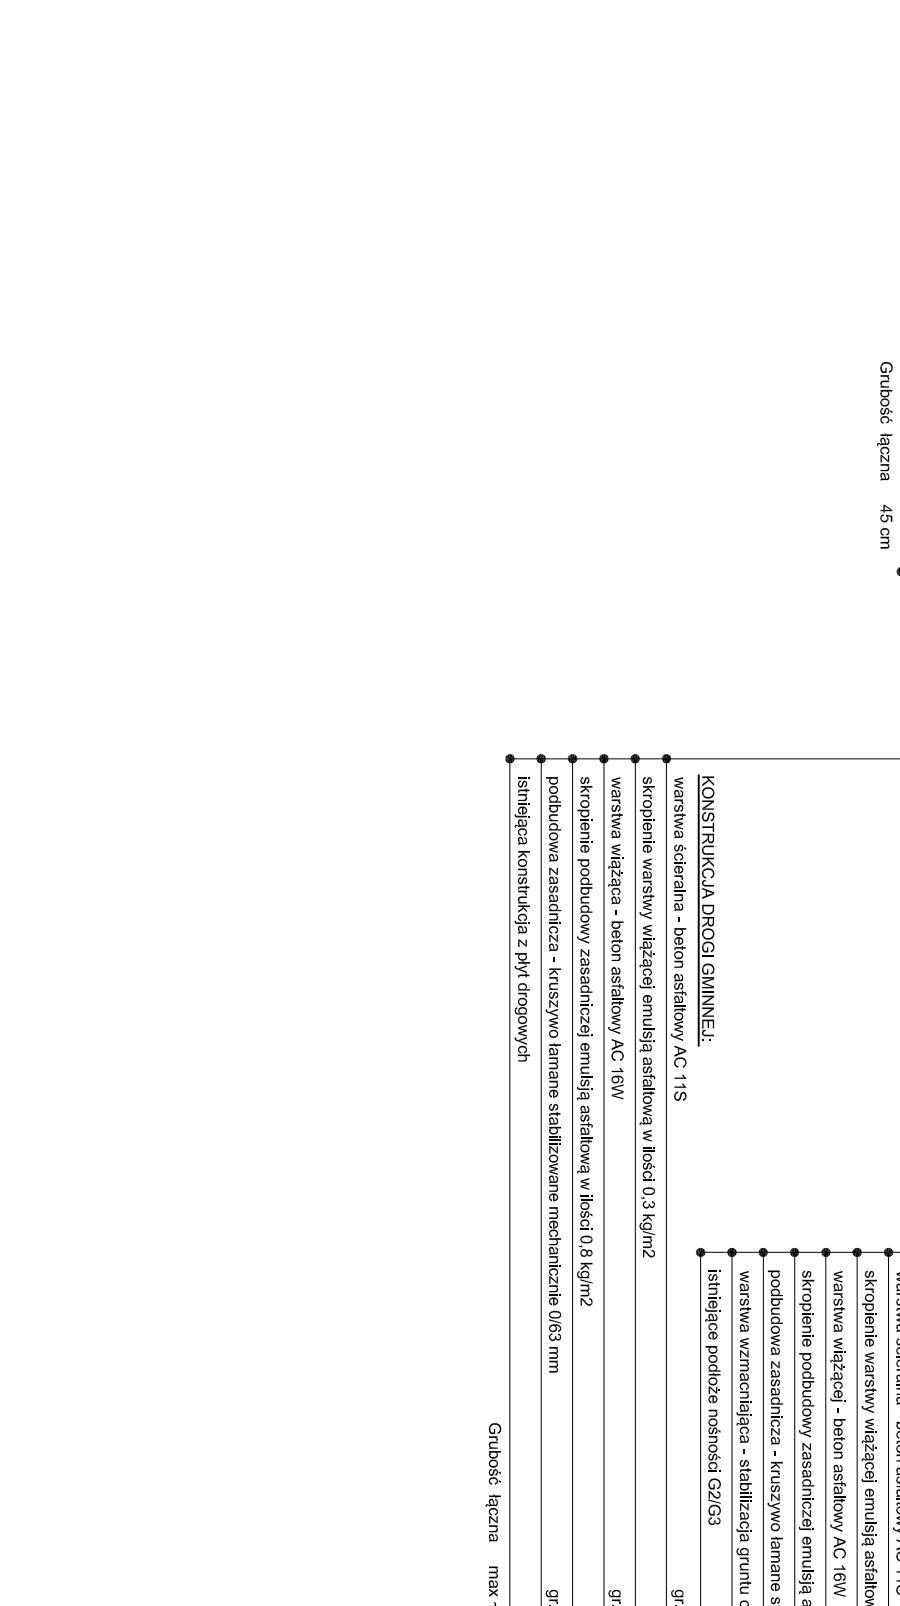 Grubość łączna 45 cm
KONSTRUKCJA DROGI GMINNEJ:
warstwa ścieralna - beton asfaltowy AC 11S gr.
skropienie warstwy wiążącej emulsją asfaltową w ilości 0,3 kg/m2
warstwa wiążąca - beton asfaltowy AC 16W gr.
skropienie podbudowy zasadniczej emulsją asfaltową w ilości 0,8 kg/m2
podbudowa zasadnicza - kruszywo łamane stabilizowane mechanicznie 0/63 mm gr.
istniejąca konstrukcja z płyt drogowych
Grubość łączna max
skropienie warstwy wiążącej emulsją asfaltow
warstwa wiążącej - beton asfaltowy AC 16W
skropienie podbudowy zasadniczej emulsją a
podbudowa zasadnicza - kruszywo łamane s
warstwa wzmacniająca - stabilizacja gruntu c
istniejące podłoże nośności G2/G3